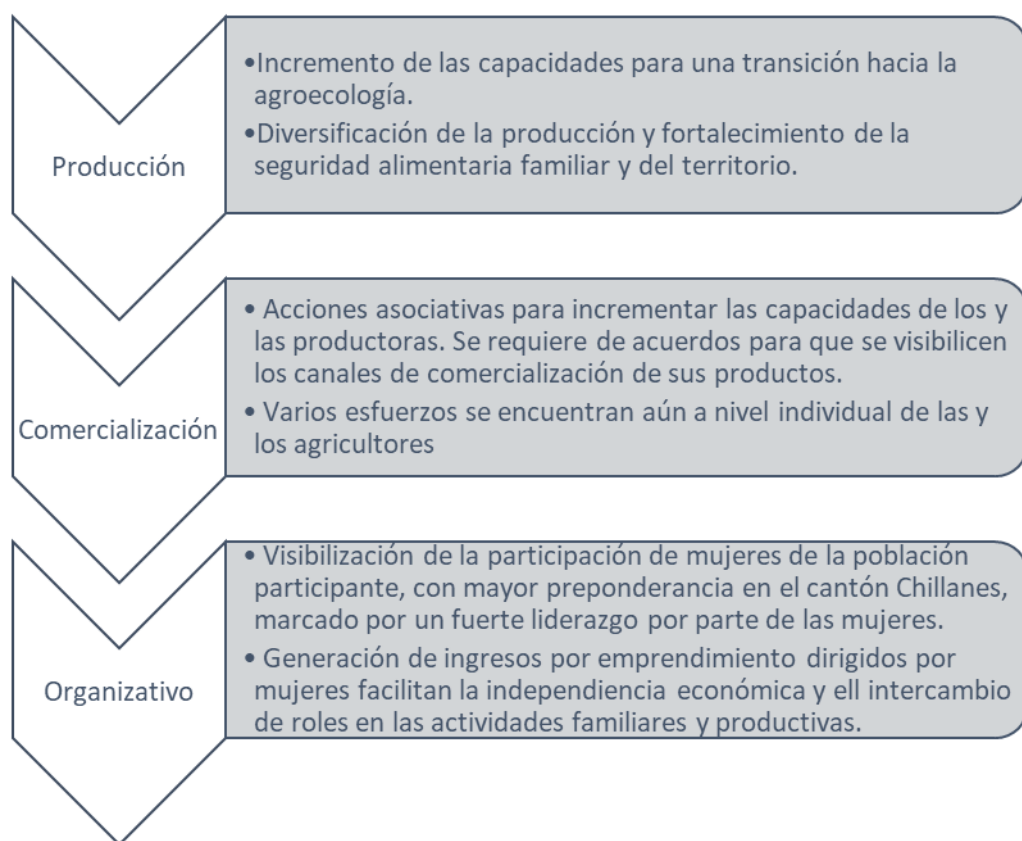 Producción
•Incremento de las capacidades para una transición hacia la
agroecología.
•Diversificación de la producción y fortalecimiento de la
seguridad alimentaria familiar y del territorio.
Comercialización
• Acciones asociativas para incrementar las capacidades de los y
las productoras. Se requiere de acuerdos para que se visibilicen
los canales de comercialización de sus productos.
• Varios esfuerzos se encuentran aún a nivel individual de las y
los agricultores
Organizativo
• Visibilización de la participación de mujeres de la población
participante, con mayor preponderancia en el cantón Chillanes,
marcado por un fuerte liderazgo por parte de las mujeres.
• Generación de ingresos por emprendimiento dirigidos por
mujeres facilitan la independiencia económica y ell intercambio
de roles en las actividades familiares y productivas.